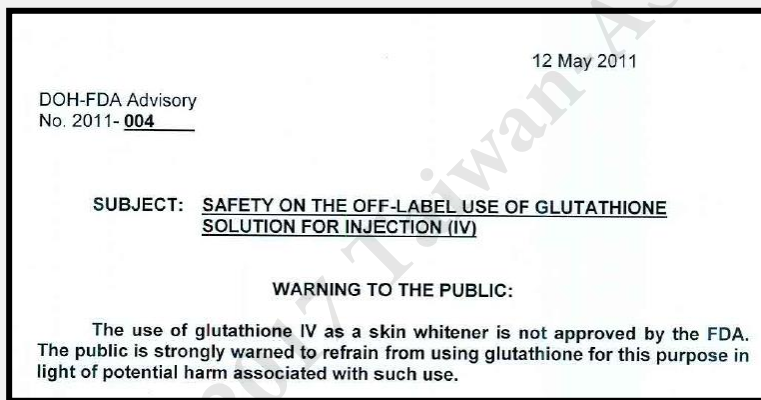 12 May 2011
DOH-FDA Advisory
No. 2011- 004
SUBJECT: SAFETY ON THE OFF-LABEL USE OF GLUTATHIONE
SOLUTION FOR INJECTION (IV)
WARNING TO THE PUBLIC:
The use of glutathione IV as a skin whitener is not approved by the FDA.
The public is strongly warned to refrain from using glutathione for this purpose in
light of potential harm associated with such use.
2017 Taiwan-AS